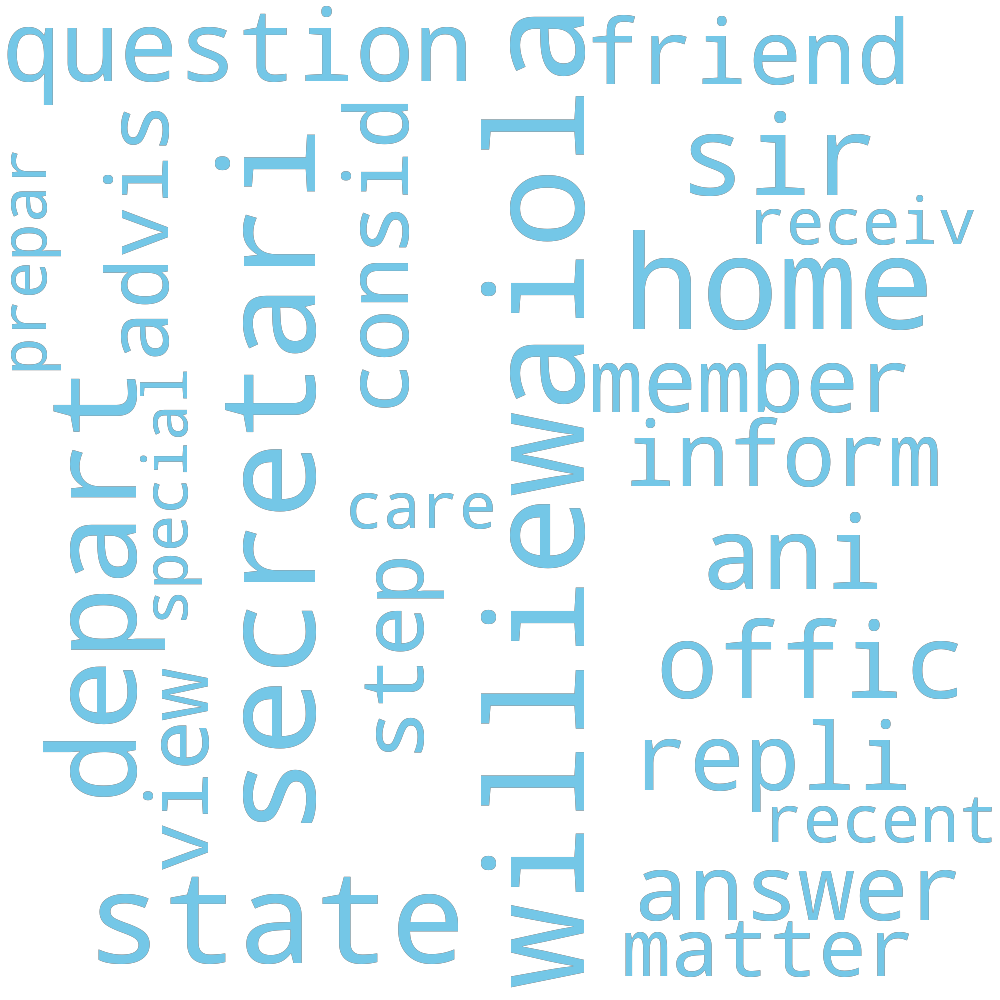 question
friend
williewaiola
sir
prepar
advis
secretari
consid
receiv
home
member
inform
depart
special
care
ani
step
offic
view
repli
recent
state
answer
matter